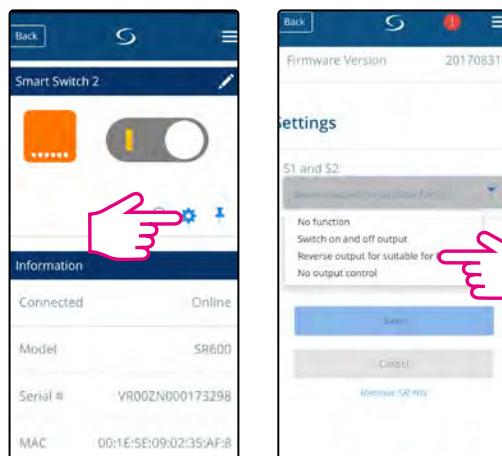 Back
Smart Switch 2
Information
Connected Online
Model SR600
Serial # VR00ZN000173298
MAC 00:1E:5E:09:02:35:AF:8
Back
Firmware Version 20170831
Settings
S1 and S2
No function
Switch on and off output
Reverse output for suitable for
No output control
Save
Cancel
Remove SR